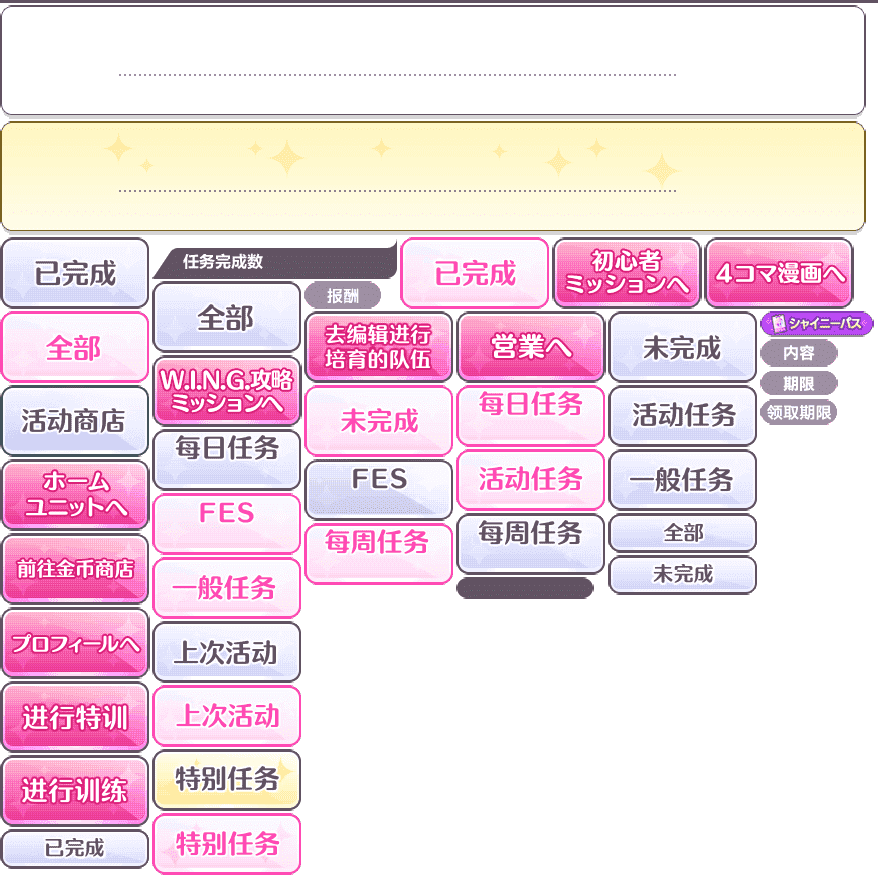 已完成
任务完成数
已完成
初心者
ミッションへ
4コマ漫画へ
全部
全部
报酬
去编辑进行
培育的队伍
営業へ
未完成
シャイニーパス
内容
期限
领取期限
活动商店
W.I.N.G.攻略
ミッションへ
未完成
每日任务
活动任务
每日任务
ホーム
ユニットへ
FES
FES
活动任务
一般任务
前往金币商店
一般任务
每周任务
每周任务
全部
未完成
プロフィールへ
上次活动
进行特训
上次活动
进行训练
特别任务
已完成
特别任务